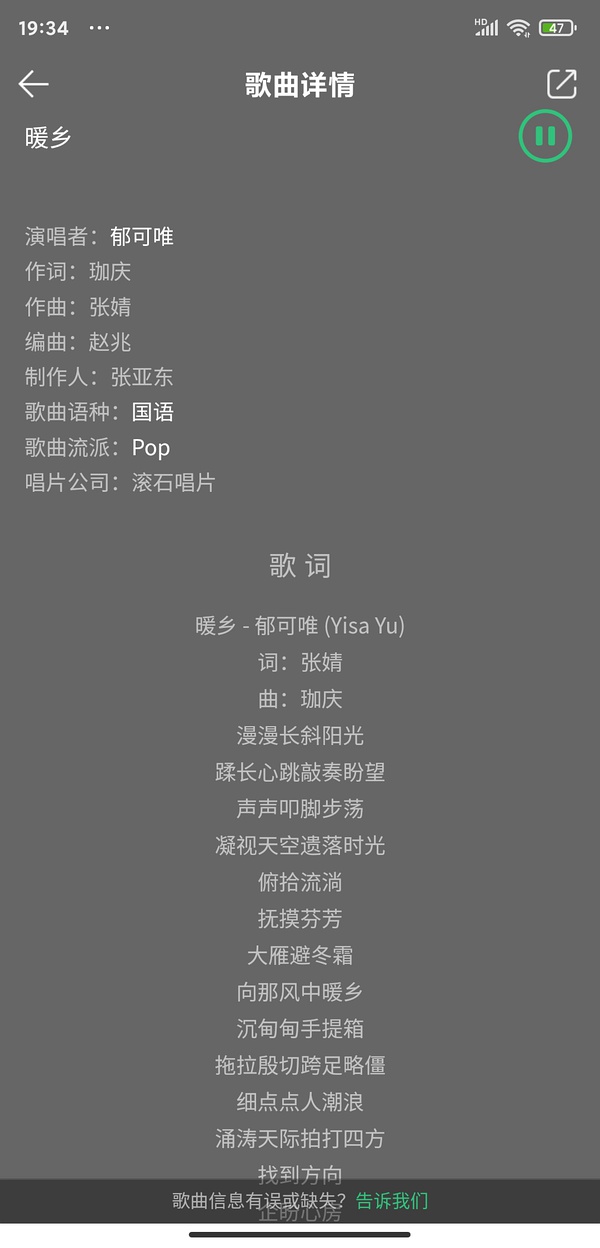 19:34 ···
HD
47
歌曲详情
暖乡
演唱者：郁可唯
作词：珈庆
作曲：张婧
编曲：赵兆
制作人：张亚东
歌曲语种：国语
歌曲流派：Pop
唱片公司：滚石唱片
歌 词
暖乡 - 郁可唯 (Yisa Yu)
词：张婧
曲：珈庆
漫漫长斜阳光
蹂长心跳敲奏盼望
声声叩脚步荡
凝视天空遗落时光
俯拾流淌
抚摸芬芳
大雁避冬霜
向那风中暖乡
沉甸甸手提箱
拖拉殷切跨足略僵
细点点人潮浪
涌涛天际拍打四方
找到方向
企盼心房
歌曲信息有误或缺失？告诉我们